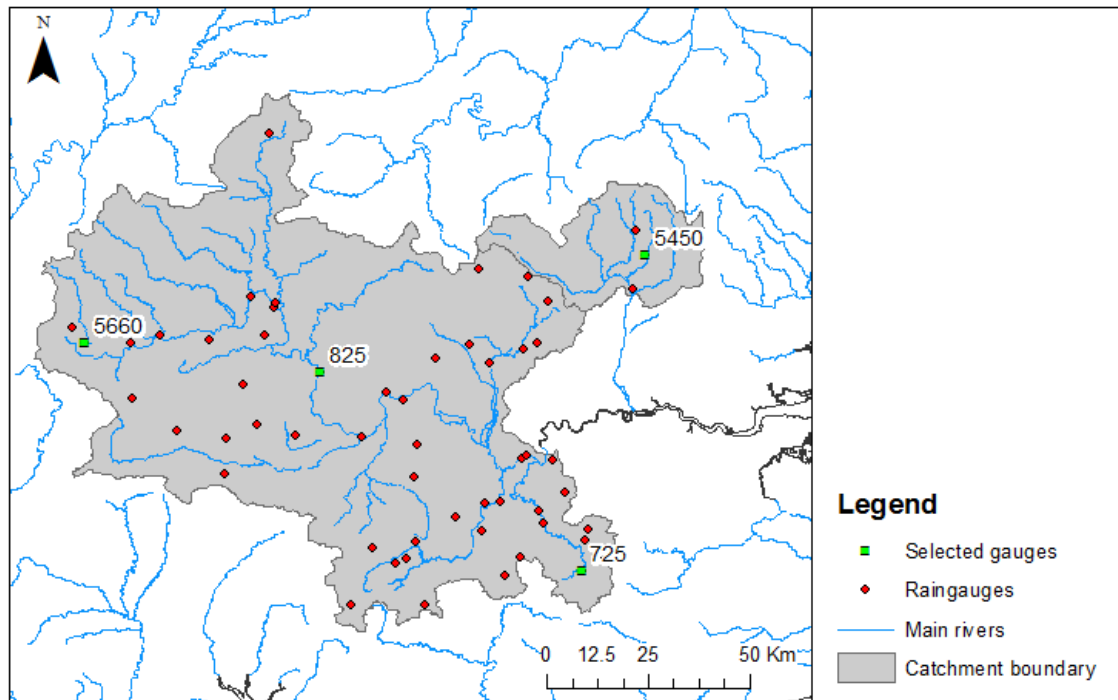 N
5450
5660
825
725
0 12.5 25 50 Km
Legend
Selected gauges
Raingauges
Main rivers
Catchment boundary